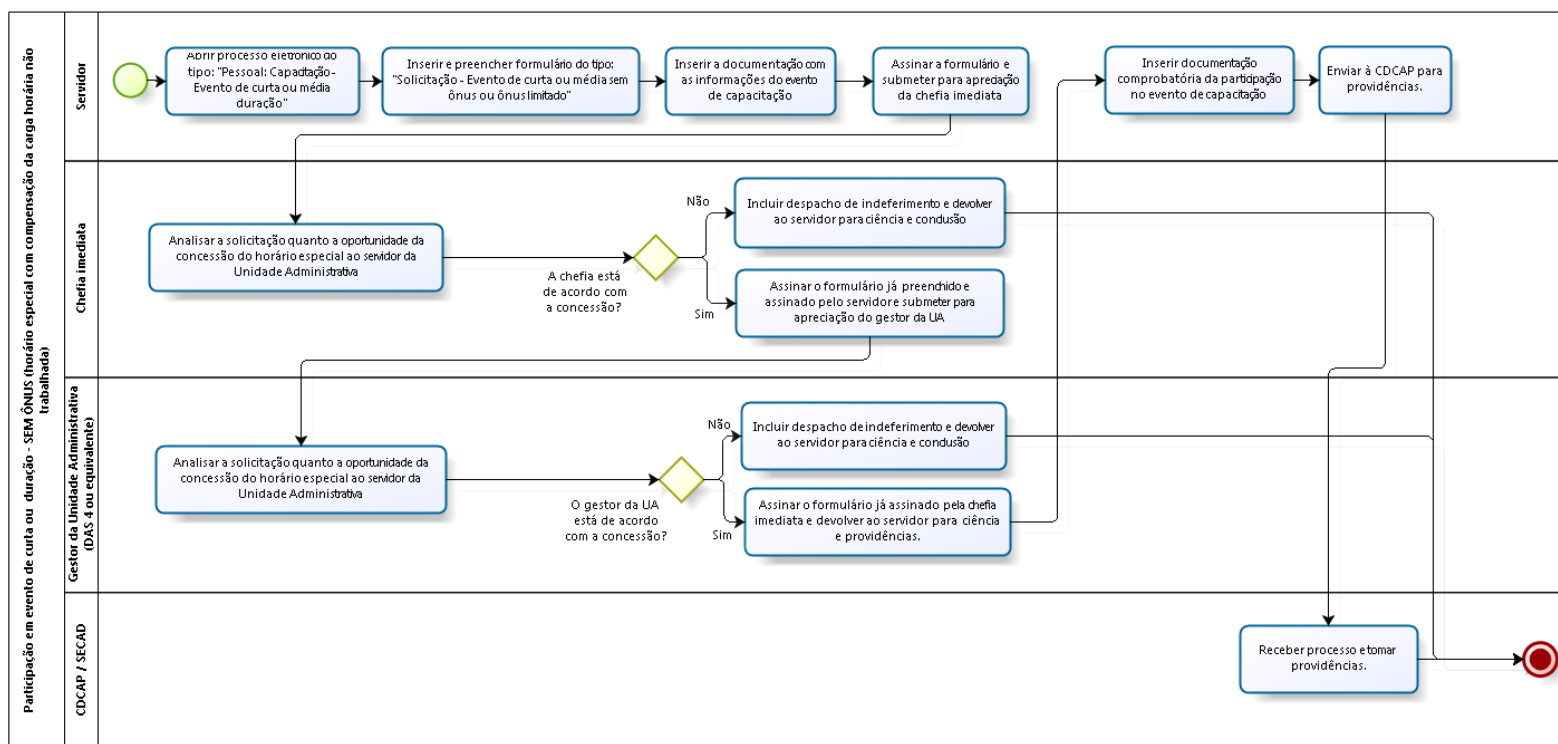 Participação em evento de curta ou duração - SEM ÔNUS (horário especial com compensação da carga horária não
trabalhada)
Servidor
Abrir processo eletrônico do
tipo: "Pessoal: Capacitação-
Evento de curta ou média
duração"
Inserir e preencher formulário do tipo:
"Solicitação - Evento de curta ou média sem
ônus ou ônus limitado"
Inserir a documentação com
as informações do evento
de capacitação
Assinar a formulário e
submeter para apreciação
da chefia imediata
Inserir documentação
comprobatória da participação
no evento de capacitação
Enviar à CDCAP para
providências.
Chefia imediata
Analisar a solicitação quanto a oportunidade da
concessão do horário especial ao servidor da
Unidade Administrativa
A chefia está
de acordo com
a concessão?
Não
Incluir despacho de indeferimento e devolver
ao servidor para ciência e condusão
Sim
Assinar o formulário já preenchido e
assinado pelo servidor e submeter para
apreciação do gestor da UA
Gestor da Unidade Administrativa
(DAS 4 ou equivalente)
Analisar a solicitação quanto a oportunidade da
concessão do horário especial ao servidor da
Unidade Administrativa
O gestor da UA
está de acordo
com a concessão?
Não
Incluir despacho de indeferimento e devolver
ao servidor para ciência e condusão
Sim
Assinar o formulário já assinado pela chefia
imediata e devolver ao servidor para ciência
e providências.
CDCAP / SECAD
Receber processo e tomar
providências.